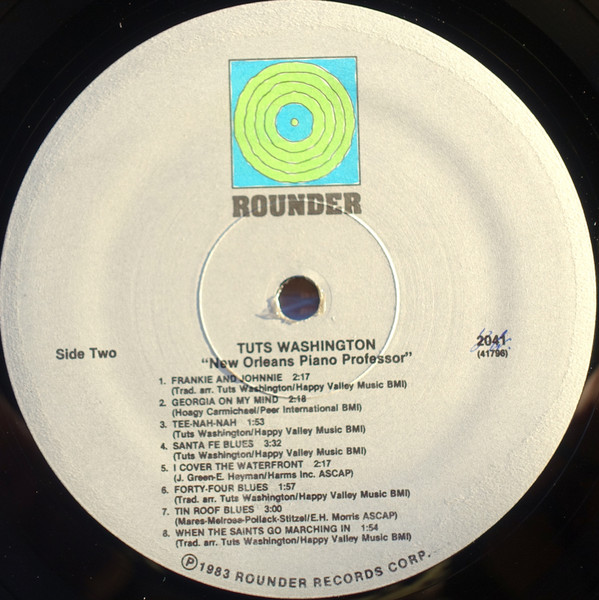 ROUNDER
TUTS WASHINGTON
"New Orleans Piano Professor"
Side Two
2041
(41796)
1. FRANKIE AND JOHNNIE 2:17
(Trad. arr. Tuts Washington/Happy Valley Music BMI)
2. GEORGIA ON MY MIND 2:18
(Hoagy Carmichael/Peer International BMI)
3. TEE-NAH-NAH 1:53
(Tuts Washington/Happy Valley Music BMI)
4. SANTA FE BLUES 3:32
(Tuts Washington/Happy Valley Music BMI)
5. I COVER THE WATERFRONT 2:17
(J. Green-E. Heyman/Harms Inc. ASCAP)
6. FORTY-FOUR BLUES 1:57
(Trad. arr. Tuts Washington/Happy Valley Music BMI)
7. TIN ROOF BLUES 3:00
(Mares-Melrose-Pollack-Stitzel/E.H. Morris ASCAP)
8. WHEN THE SAINTS GO MARCHING IN 1:54
(Trad. arr. Tuts Washington/Happy Valley Music BMI)
℗1983 ROUNDER RECORDS CORP.